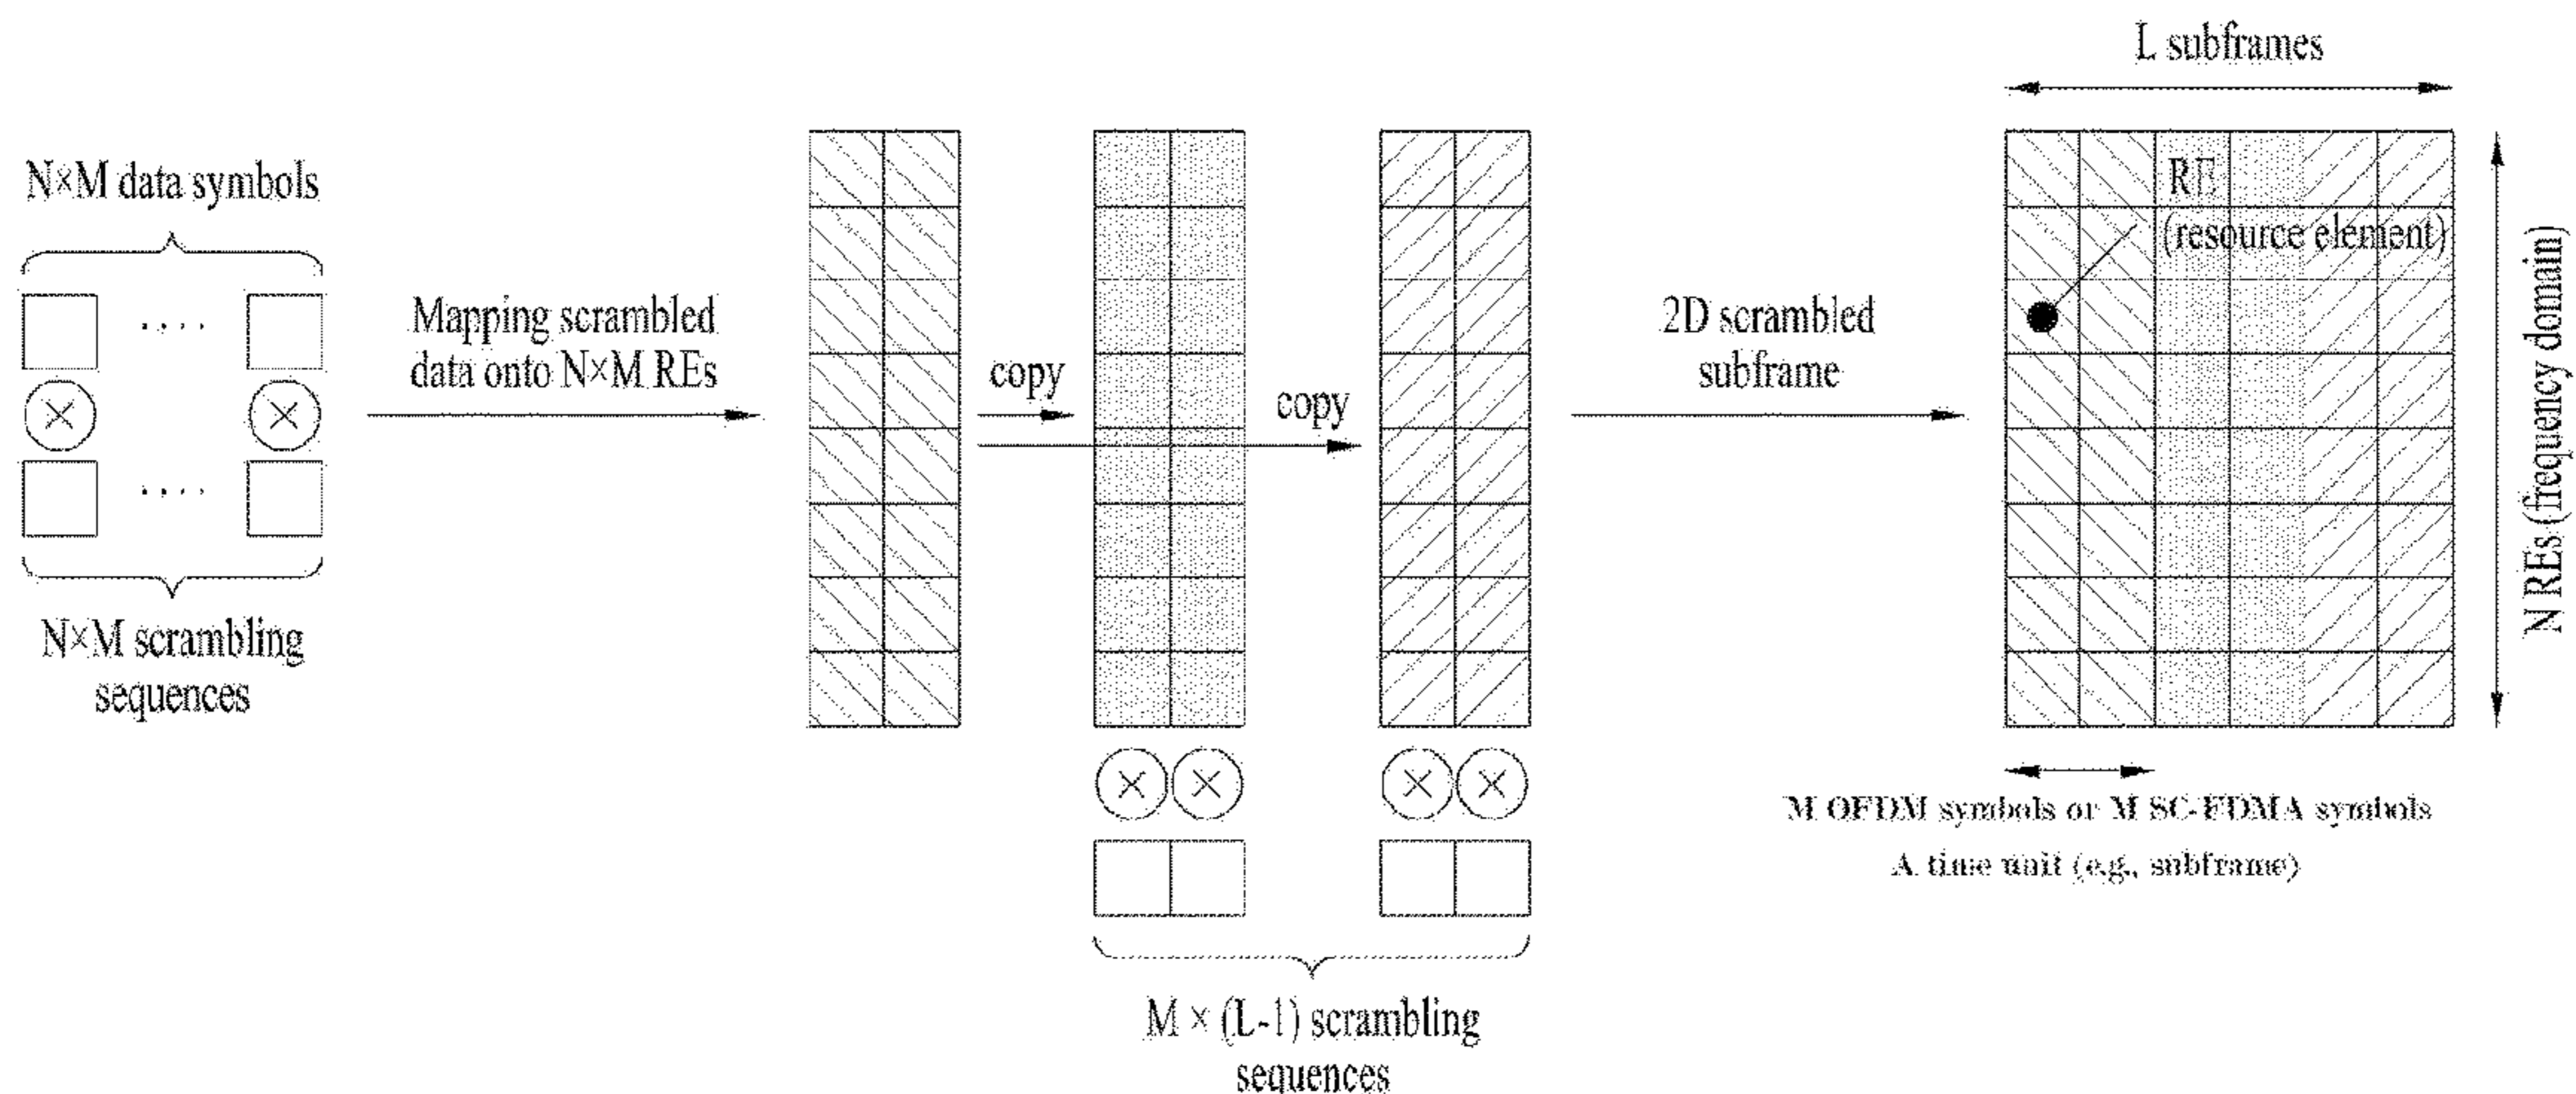 L subframes
N×M data symbols
RE
(resource element)
Mapping scrambled
data onto N×M REs
copy
copy
2D scrambled
subframe
N REs (frequency domain)
N×M scrambling
sequences
M OFDM symbols or M SC-FDMA symbols
A time unit (e.g., subframe)
M × (L-1) scrambling
sequences